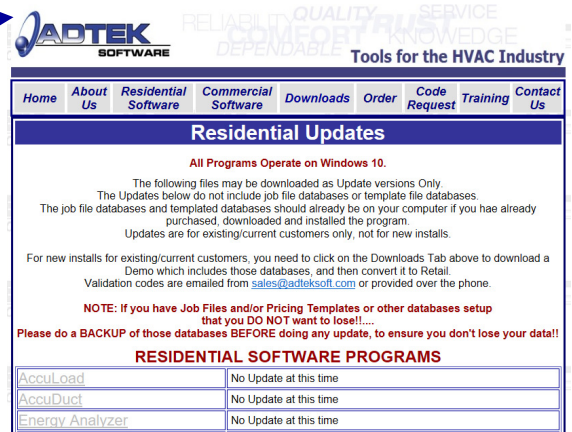 RELIABILITY QUALITY TRUST SERVICE
COMFORT KNOWLEDGE
DEPENDABLE
ADTEK
SOFTWARE
Tools for the HVAC Industry
Home About Us Residential Software Commercial Software Downloads Order Code Request Training Contact Us
Residential Updates
All Programs Operate on Windows 10.
The following files may be downloaded as Update versions Only.
The Updates below do not include job file databases or template file databases.
The job file databases and templated databases should already be on your computer if you hae already
purchased, downloaded and installed the program.
Updates are for existing/current customers only, not for new installs.
For new installs for existing/current customers, you need to click on the Downloads Tab above to download a
Demo which includes those databases, and then convert it to Retail.
Validation codes are emailed from sales@adteksoft.com or provided over the phone.
NOTE: If you have Job Files and/or Pricing Templates or other databases setup
that you DO NOT want to lose!!....
Please do a BACKUP of those databases BEFORE doing any update, to ensure you don't lose your data!!
RESIDENTIAL SOFTWARE PROGRAMS
AccuLoad No Update at this time
AccuDuct No Update at this time
Energy Analyzer No Update at this time